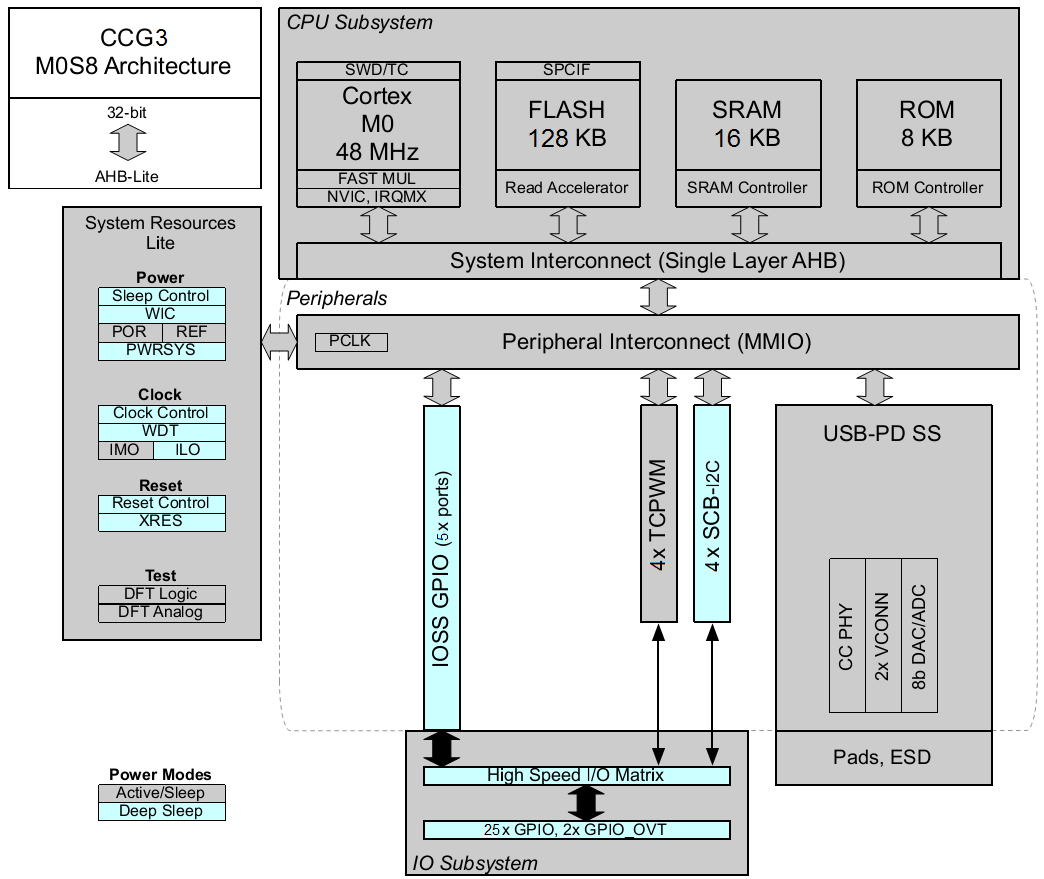 CCG3
M0S8 Architecture
32-bit
AHB-Lite
CPU Subsystem
SWD/TC
Cortex
M0
48 MHz
FAST MUL
NVIC, IRQMX
SPCIF
FLASH
128 KB
Read Accelerator
SRAM
16 KB
SRAM Controller
ROM
8 KB
ROM Controller
System Interconnect (Single Layer AHB)
System Resources
Lite
Power
Sleep Control
WIC
POR REF
PWRSYS
Clock
Clock Control
WDT
IMO ILO
Reset
Reset Control
XRES
Test
DFT Logic
DFT Analog
Peripherals
PCLK
Peripheral Interconnect (MMIO)
IOSS GPIO (5x ports)
4x TCPWM
4 x SCB-I2C
USB-PD SS
CC PHY
2x VCONN
8b DAC/ADC
Pads, ESD
High Speed I/O Matrix
25x GPIO, 2x GPIO_OVT
IO Subsystem
Power Modes
Active/Sleep
Deep Sleep